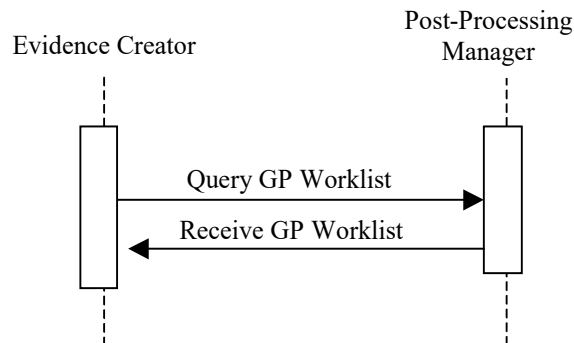 Evidence Creator
Post-Processing
Manager
Query GP Worklist
Receive GP Worklist